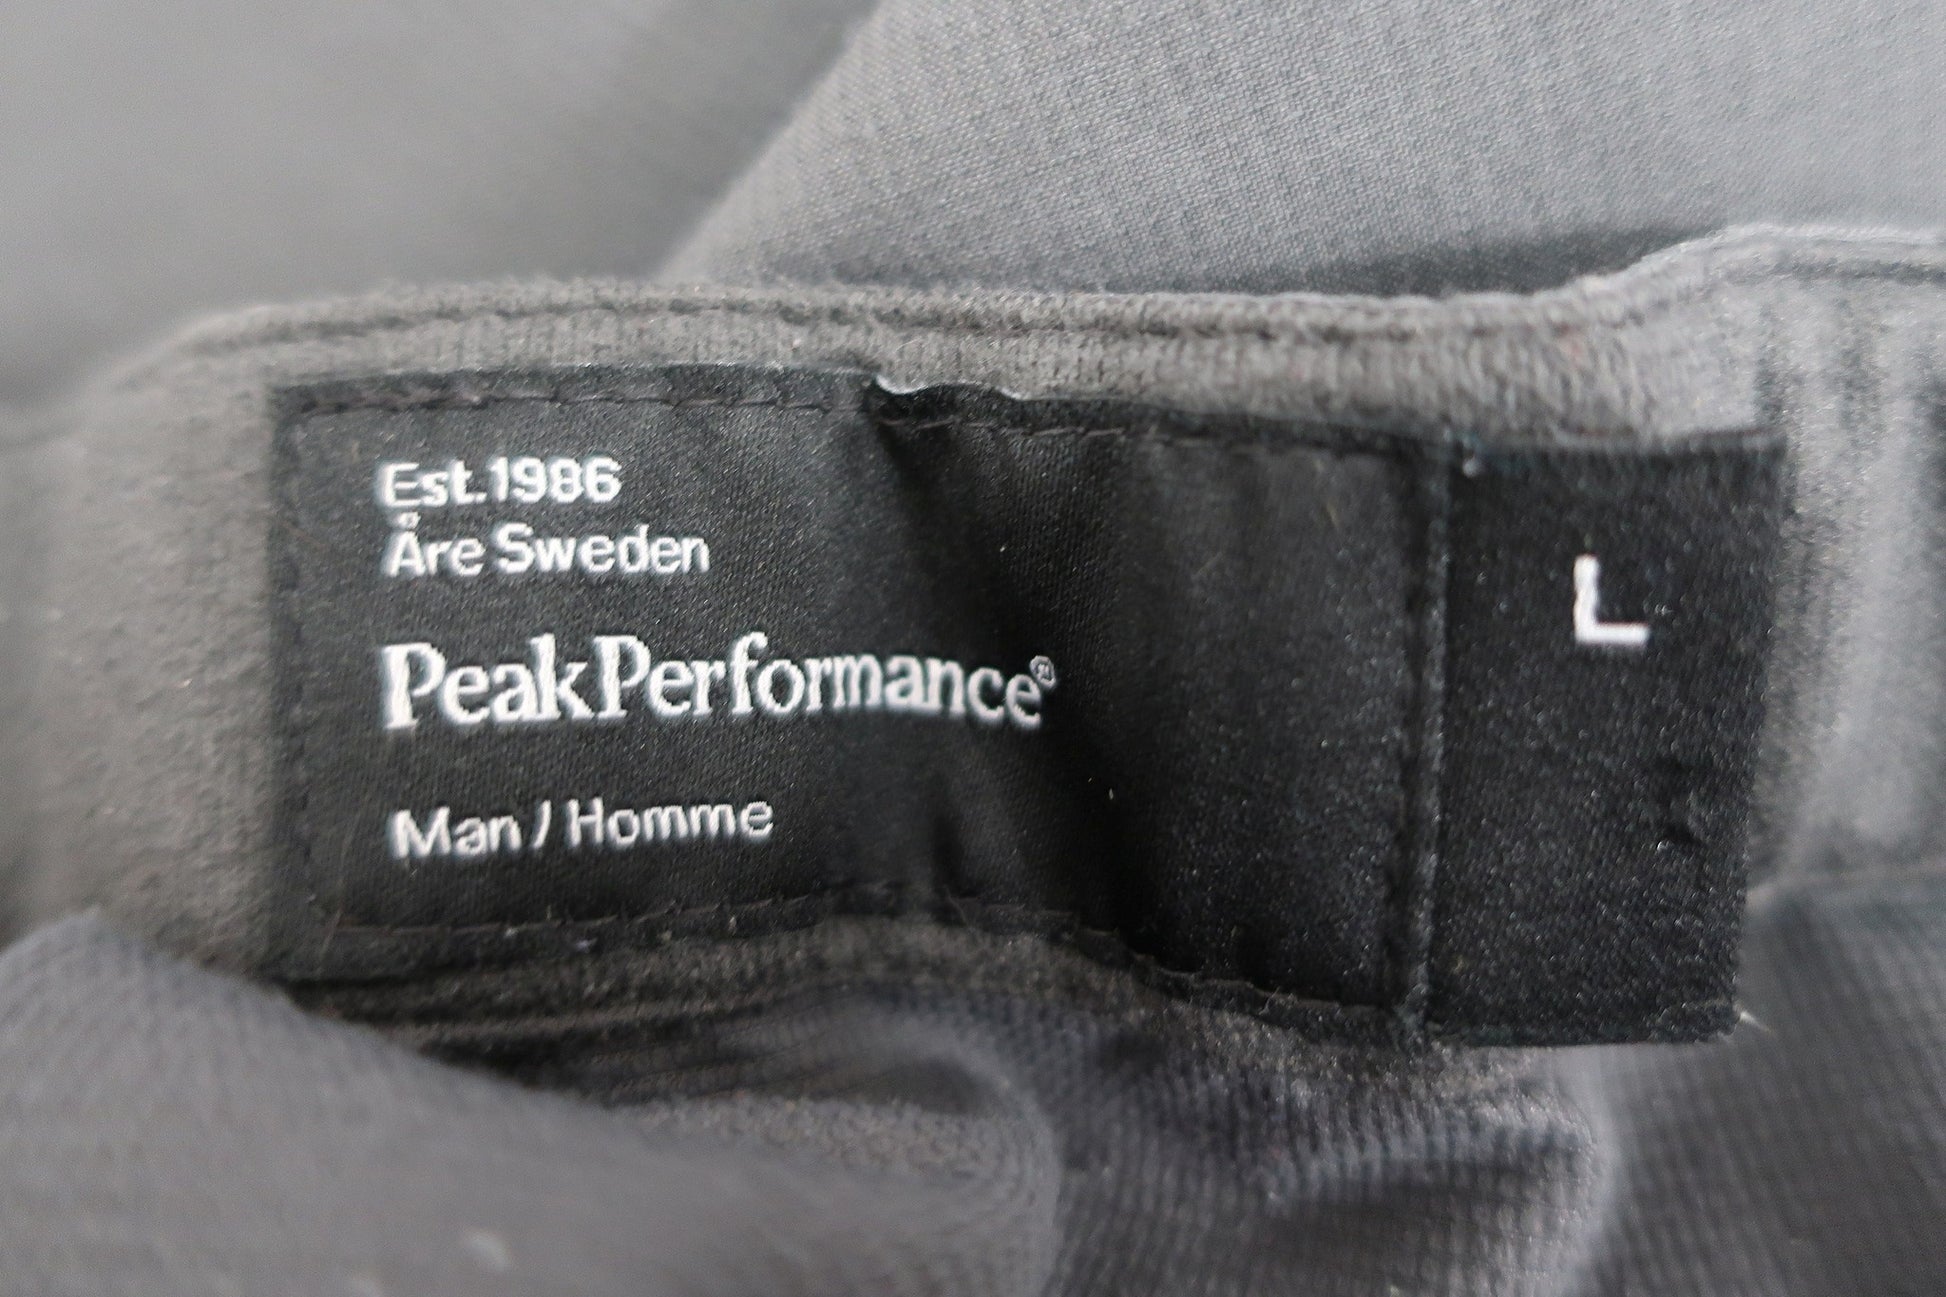 Est.1986
Åre Sweden
PeakPerformance®
Man / Homme
L